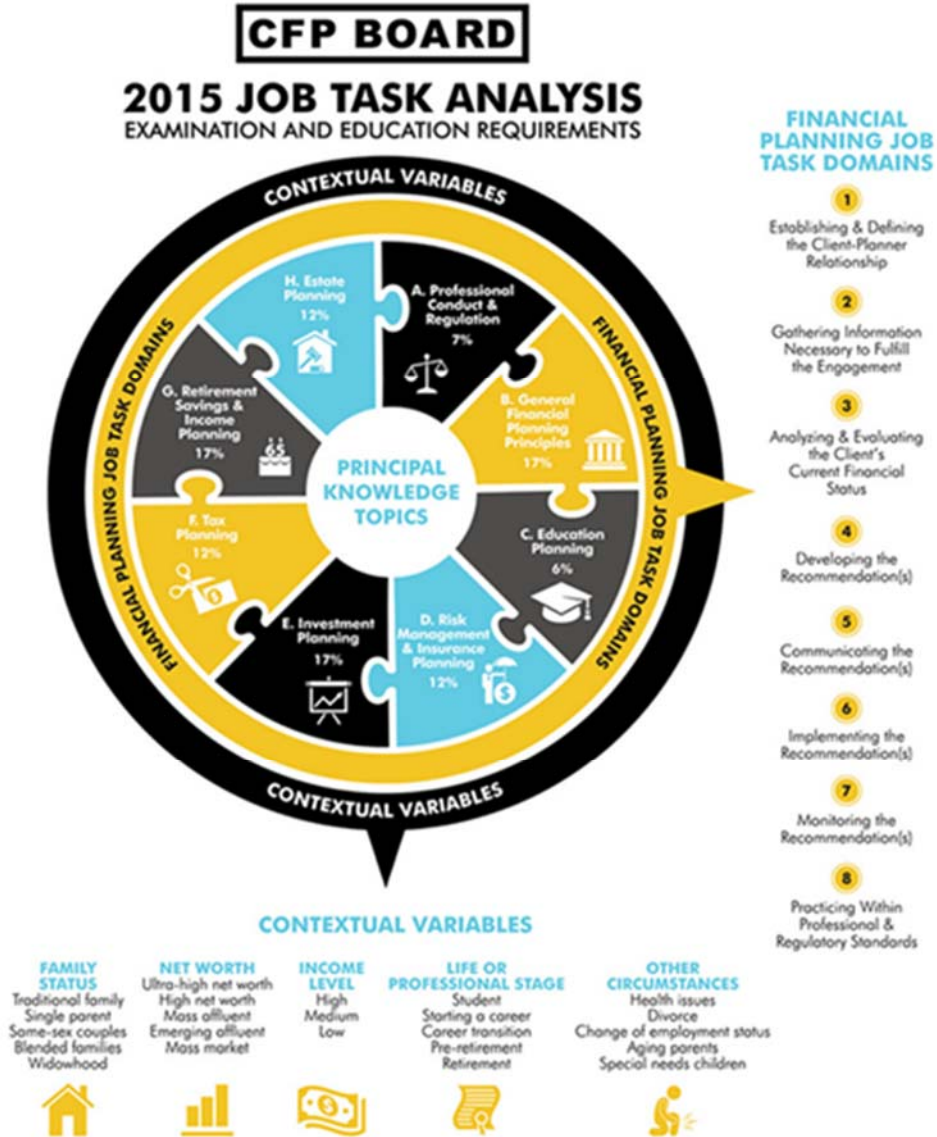 CFP BOARD
2015 JOB TASK ANALYSIS
EXAMINATION AND EDUCATION REQUIREMENTS
CONTEXTUAL VARIABLES
FINANCIAL PLANNING JOB TASK DOMAINS
FINANCIAL PLANNING JOB TASK DOMAINS
H. Estate
Planning
12%
A. Professional
Conduct &
Regulation
7%
G. Retirement
Savings &
Income
Planning
17%
65
B. General
Financial
Planning
Principles
17%
PRINCIPAL
KNOWLEDGE
TOPICS
F. Tax
Planning
12%
C. Education
Planning
6%
E. Investment
Planning
17%
D. Risk
Management
& Insurance
Planning
12%
CONTEXTUAL VARIABLES
FINANCIAL
PLANNING JOB
TASK DOMAINS
1
Establishing & Defining
the Client-Planner
Relationship
2
Gathering Information
Necessary to Fulfill
the Engagement
3
Analyzing & Evaluating
the Client's
Current Financial
Status
4
Developing the
Recommendation(s)
5
Communicating the
Recommendation(s)
6
Implementing the
Recommendation(s)
7
Monitoring the
Recommendation(s)
8
Practicing Within
Professional &
Regulatory Standards
CONTEXTUAL VARIABLES
FAMILY
STATUS
Traditional family
Single parent
Same-sex couples
Blended families
Widowhood
NET WORTH
Ultra-high net worth
High net worth
Mass affluent
Emerging affluent
Mass market
INCOME
LEVEL
High
Medium
Low
LIFE OR
PROFESSIONAL STAGE
Student
Starting a career
Career transition
Pre-retirement
Retirement
OTHER
CIRCUMSTANCES
Health issues
Divorce
Change of employment status
Aging parents
Special needs children